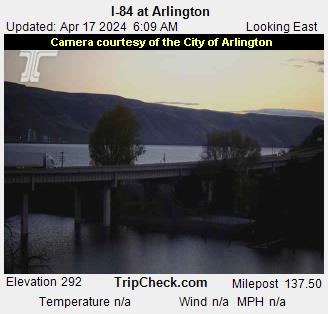 I-84 at Arlington
Updated: Apr 17 2024 6:09 AM Looking East
Camera courtesy of the City of Arlington
Elevation 292 TripCheck.com Milepost 137.50
Temperature n/a Wind n/a MPH n/a